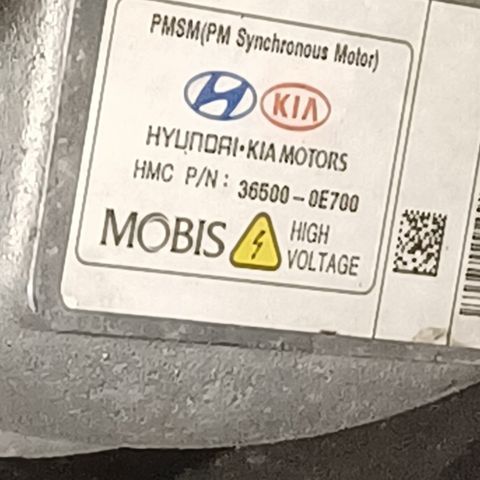 PMSM(PM Synchronous Motor)
KIA
HYUNDAI·KIA MOTORS
HMC P/N: 36500-0E700
MOBIS
HIGH
VOLTAGE